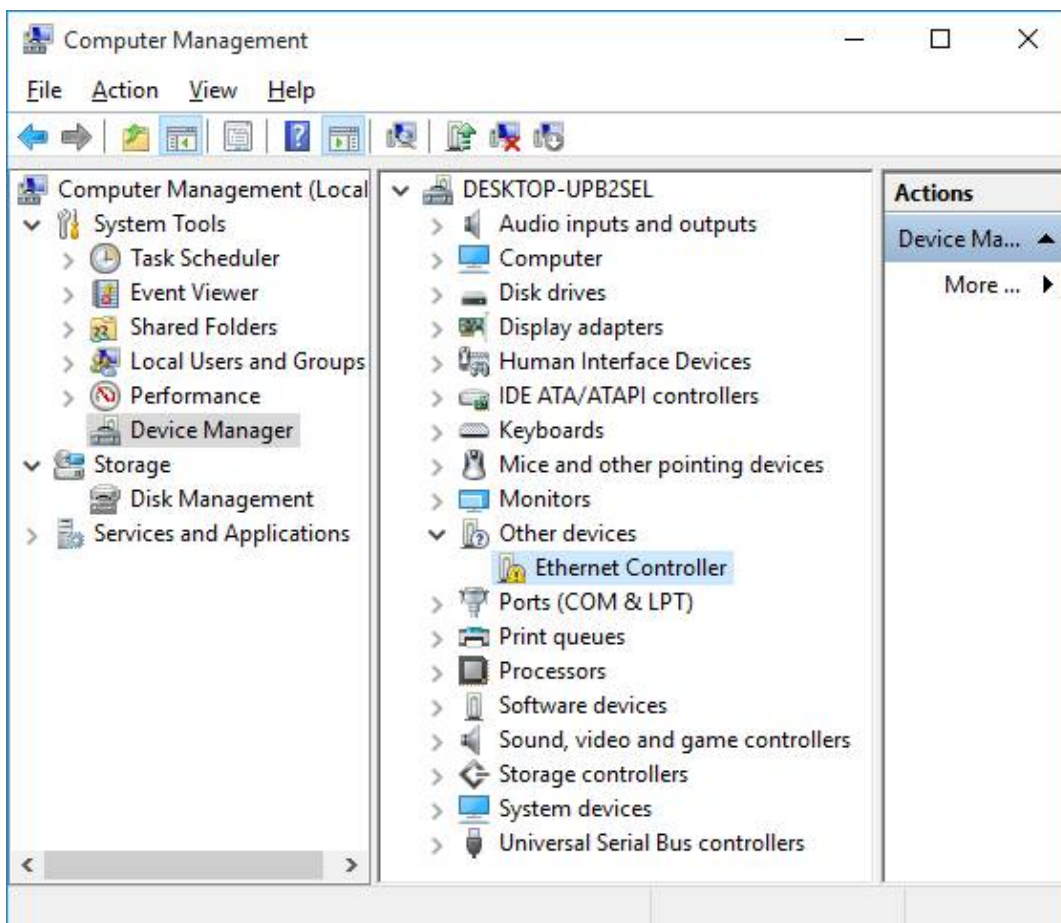 Computer Management
File Action View Help
Computer Management (Local
System Tools
Task Scheduler
Event Viewer
Shared Folders
Local Users and Groups
Performance
Device Manager
Storage
Disk Management
Services and Applications
DESKTOP-UPB2SEL
Audio inputs and outputs
Computer
Disk drives
Display adapters
Human Interface Devices
IDE ATA/ATAPI controllers
Keyboards
Mice and other pointing devices
Monitors
Other devices
Ethernet Controller
Ports (COM & LPT)
Print queues
Processors
Software devices
Sound, video and game controllers
Storage controllers
System devices
Universal Serial Bus controllers
Actions
Device Ma...
More ...